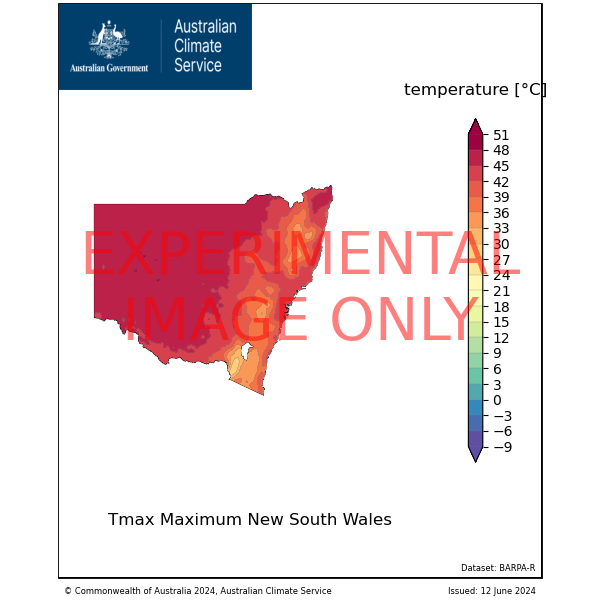 Australian Government
Australian
Climate
Service
temperature [°C]
51
48
45
42
39
36
33
30
27
24
21
18
15
12
9
6
3
0
−3
−6
−9
EXPERIMENTAL
IMAGE ONLY
Tmax Maximum New South Wales
Dataset: BARPA-R
© Commonwealth of Australia 2024, Australian Climate Service
Issued: 12 June 2024